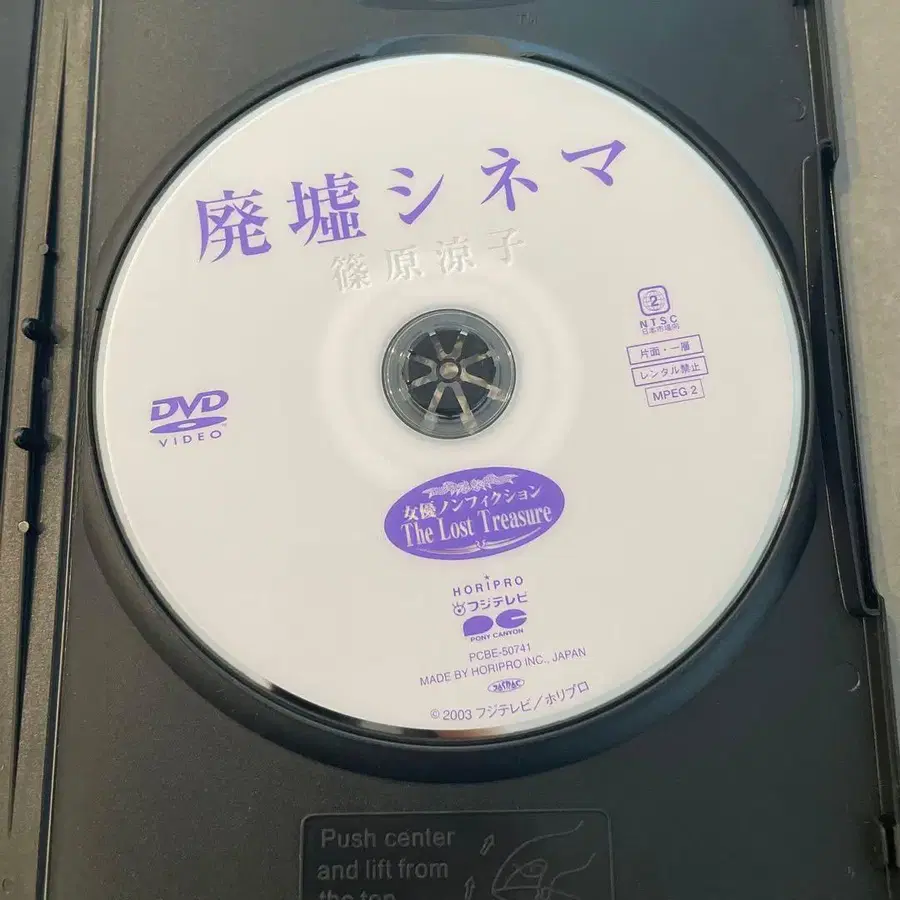 TM
廃墟シネマ
篠原涼子
2
NTSC
日本市場向
片面・一層
レンタル禁止
MPEG 2
DVD
VIDEO
女優ノンフィクション
The Lost Treasure
HORIPRO
フジテレビ
PONY CANYON
PCBE-50741
MADE BY HORIPRO INC., JAPAN
© 2003 フジテレビ/ホリプロ
Push center
and lift from
the top